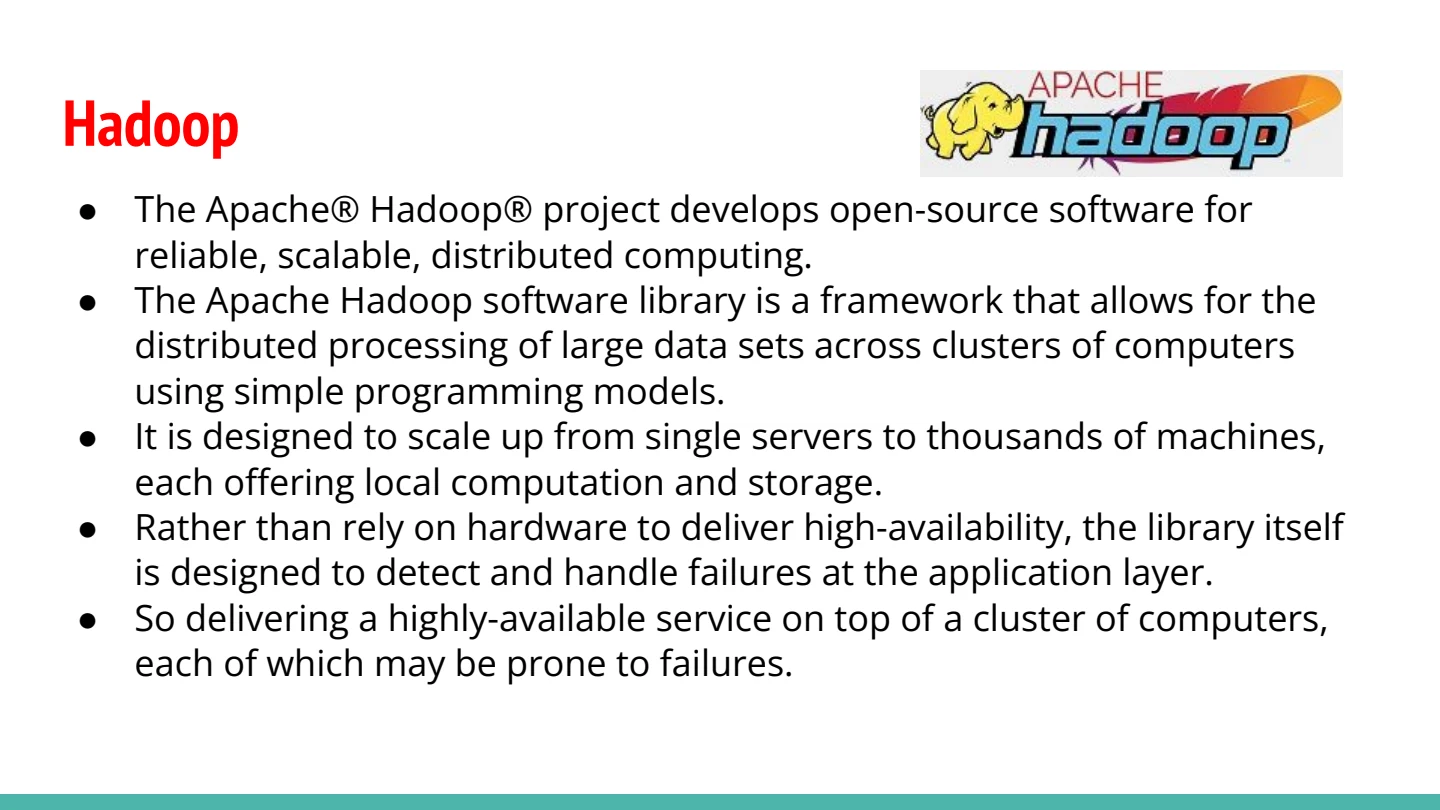 APACHE
hadoop
Hadoop
● The Apache® Hadoop® project develops open-source software for
reliable, scalable, distributed computing.
● The Apache Hadoop software library is a framework that allows for the
distributed processing of large data sets across clusters of computers
using simple programming models.
● It is designed to scale up from single servers to thousands of machines,
each offering local computation and storage.
● Rather than rely on hardware to deliver high-availability, the library itself
is designed to detect and handle failures at the application layer.
● So delivering a highly-available service on top of a cluster of computers,
each of which may be prone to failures.